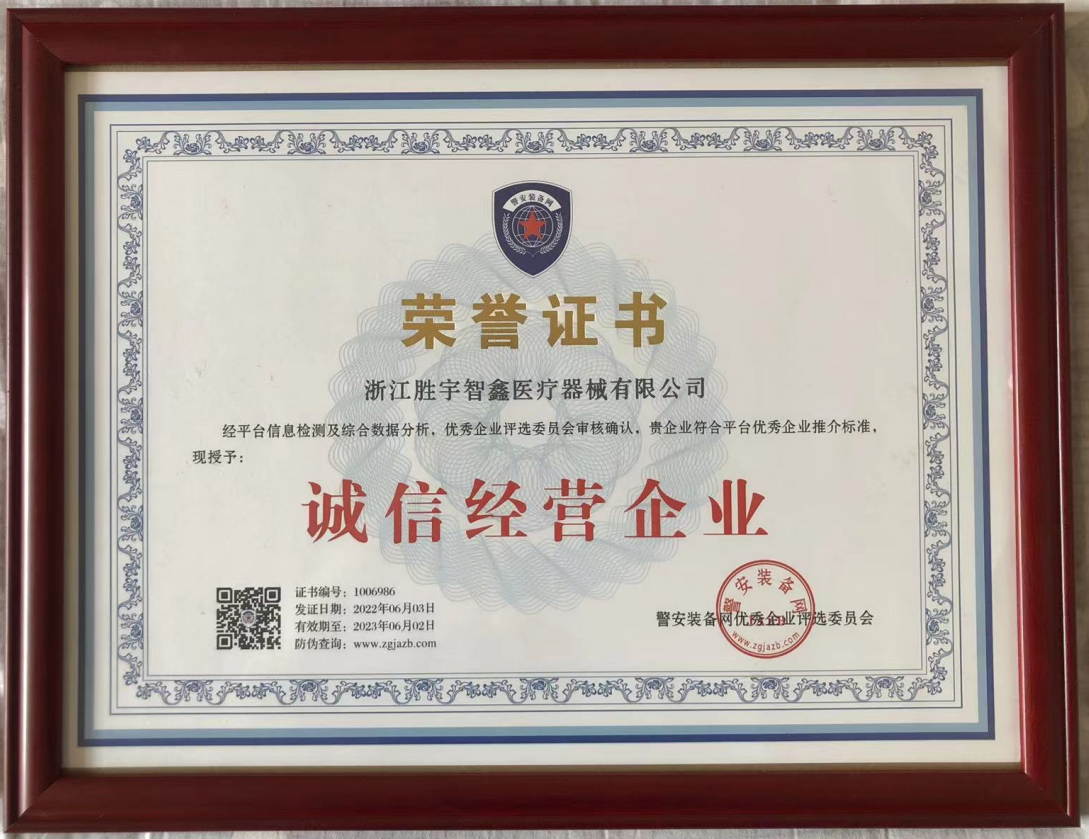 警安装备网
荣誉证书
浙江胜宇智鑫医疗器械有限公司
经平台信息检测及综合数据分析，优秀企业评选委员会审核确认，贵企业符合平台优秀企业推介标准，
现授予：
诚信经营企业
证书编号：1006986
发证日期：2022年06月03日
有效期至：2023年06月02日
防伪查询：www.zgjazb.com
警安装备网优秀企业评选委员会
警安装备网
www.zgjazb.com